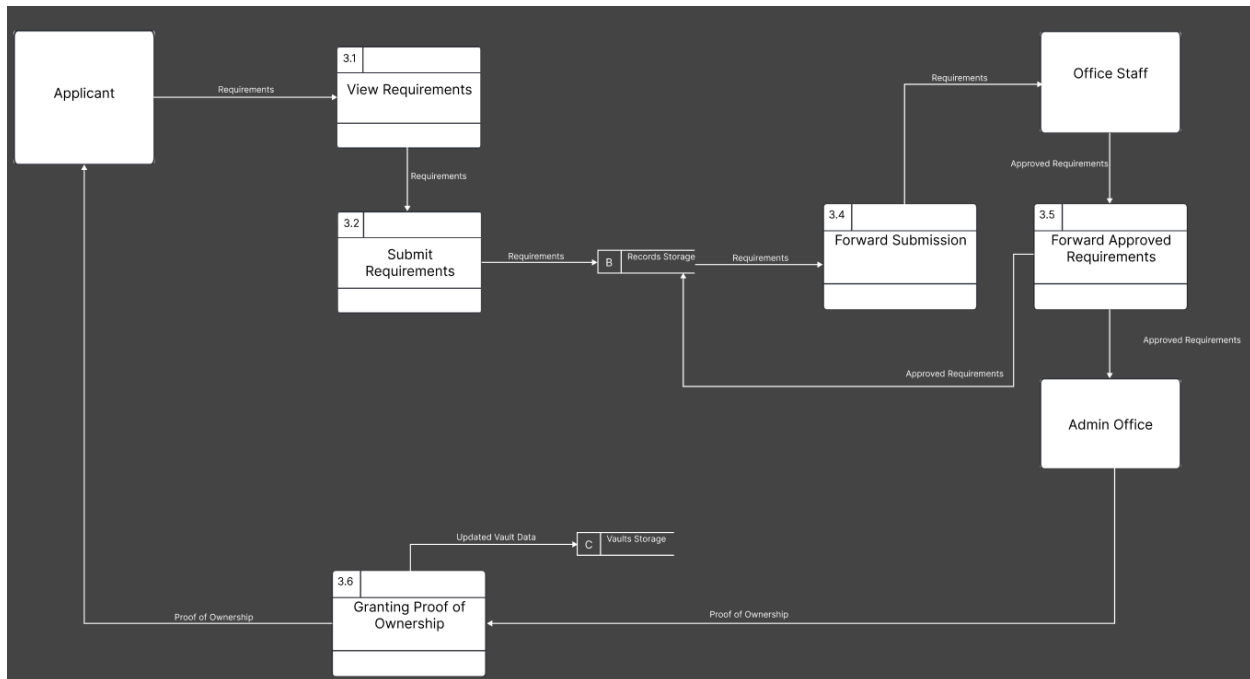 Applicant
Requirements
3.1
View Requirements
Requirements
3.2
Submit
Requirements
Requirements
B
Records Storage
Requirements
3.4
Forward Submission
Requirements
Office Staff
Approved Requirements
3.5
Forward Approved
Requirements
Approved Requirements
Approved Requirements
Admin Office
Proof of Ownership
3.6
Granting Proof of
Ownership
Updated Vault Data
C
Vaults Storage
Proof of Ownership